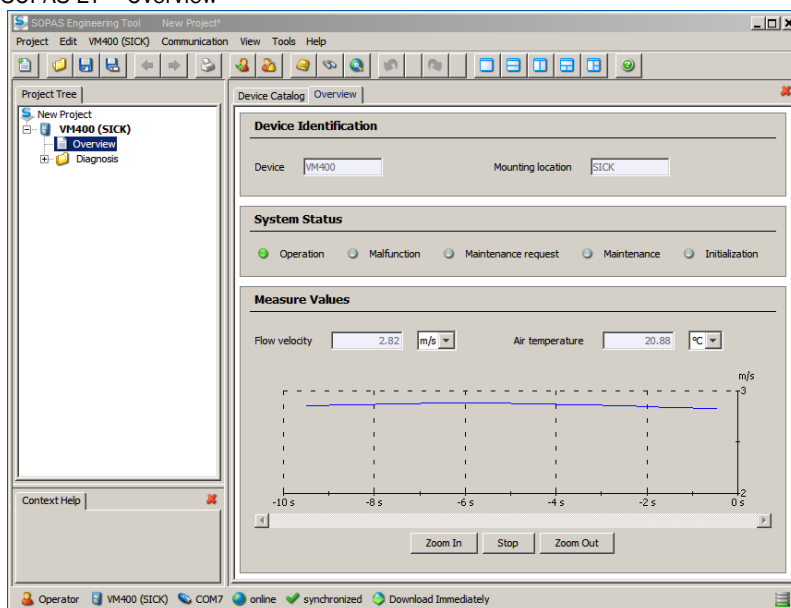 SOPAS Engineering Tool New Project*
Project Edit VM400 (SICK) Communication View Tools Help
Project Tree
Device Catalog Overview
New Project
VM400 (SICK)
Overview
Diagnosis
Device Identification
Device VM400 Mounting location SICK
System Status
Operation Malfunction Maintenance request Maintenance Initialization
Measure Values
Flow velocity 2.82 m/s Air temperature 20.88 °C
m/s
3
2
-10 s -8 s -6 s -4 s -2 s 0 s
Zoom In Stop Zoom Out
Context Help
Operator VM400 (SICK) COM7 online synchronized Download Immediately